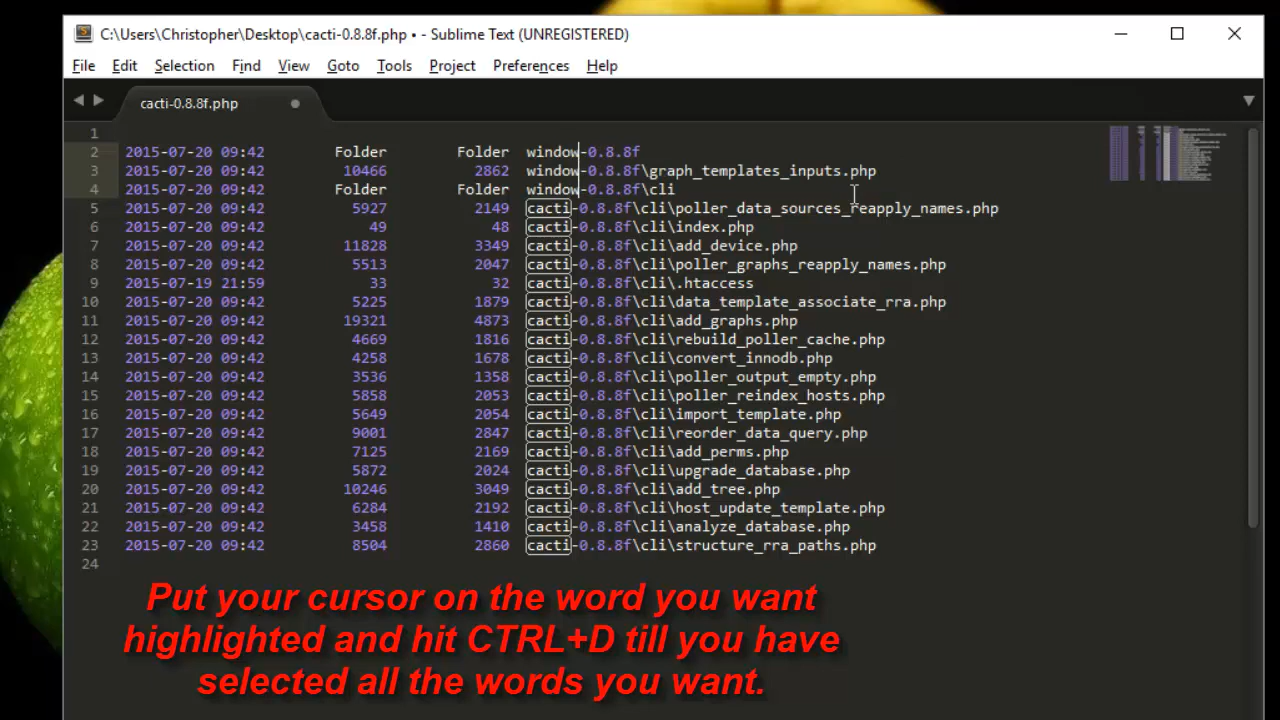 C:\Users\Christopher\Desktop\cacti-0.8.8f.php • - Sublime Text (UNREGISTERED)
File Edit Selection Find View Goto Tools Project Preferences Help
cacti-0.8.8f.php
1
2 2015-07-20 09:42 Folder Folder window-0.8.8f
3 2015-07-20 09:42 10466 2862 window-0.8.8f\graph_templates_inputs.php
4 2015-07-20 09:42 Folder Folder window-0.8.8f\cli
5 2015-07-20 09:42 5927 2149 cacti-0.8.8f\cli\poller_data_sources_reapply_names.php
6 2015-07-20 09:42 49 48 cacti-0.8.8f\cli\index.php
7 2015-07-20 09:42 11828 3349 cacti-0.8.8f\cli\add_device.php
8 2015-07-20 09:42 5513 2047 cacti-0.8.8f\cli\poller_graphs_reapply_names.php
9 2015-07-19 21:59 33 32 cacti-0.8.8f\cli\.htaccess
10 2015-07-20 09:42 5225 1879 cacti-0.8.8f\cli\data_template_associate_rra.php
11 2015-07-20 09:42 19321 4873 cacti-0.8.8f\cli\add_graphs.php
12 2015-07-20 09:42 4669 1816 cacti-0.8.8f\cli\rebuild_poller_cache.php
13 2015-07-20 09:42 4258 1678 cacti-0.8.8f\cli\convert_innodb.php
14 2015-07-20 09:42 3536 1358 cacti-0.8.8f\cli\poller_output_empty.php
15 2015-07-20 09:42 5858 2053 cacti-0.8.8f\cli\poller_reindex_hosts.php
16 2015-07-20 09:42 5649 2054 cacti-0.8.8f\cli\import_template.php
17 2015-07-20 09:42 9001 2847 cacti-0.8.8f\cli\reorder_data_query.php
18 2015-07-20 09:42 7125 2169 cacti-0.8.8f\cli\add_perms.php
19 2015-07-20 09:42 5872 2024 cacti-0.8.8f\cli\upgrade_database.php
20 2015-07-20 09:42 10246 3049 cacti-0.8.8f\cli\add_tree.php
21 2015-07-20 09:42 6284 2192 cacti-0.8.8f\cli\host_update_template.php
22 2015-07-20 09:42 3458 1410 cacti-0.8.8f\cli\analyze_database.php
23 2015-07-20 09:42 8504 2860 cacti-0.8.8f\cli\structure_rra_paths.php
24
Put your cursor on the word you want
highlighted and hit CTRL+D till you have
selected all the words you want.